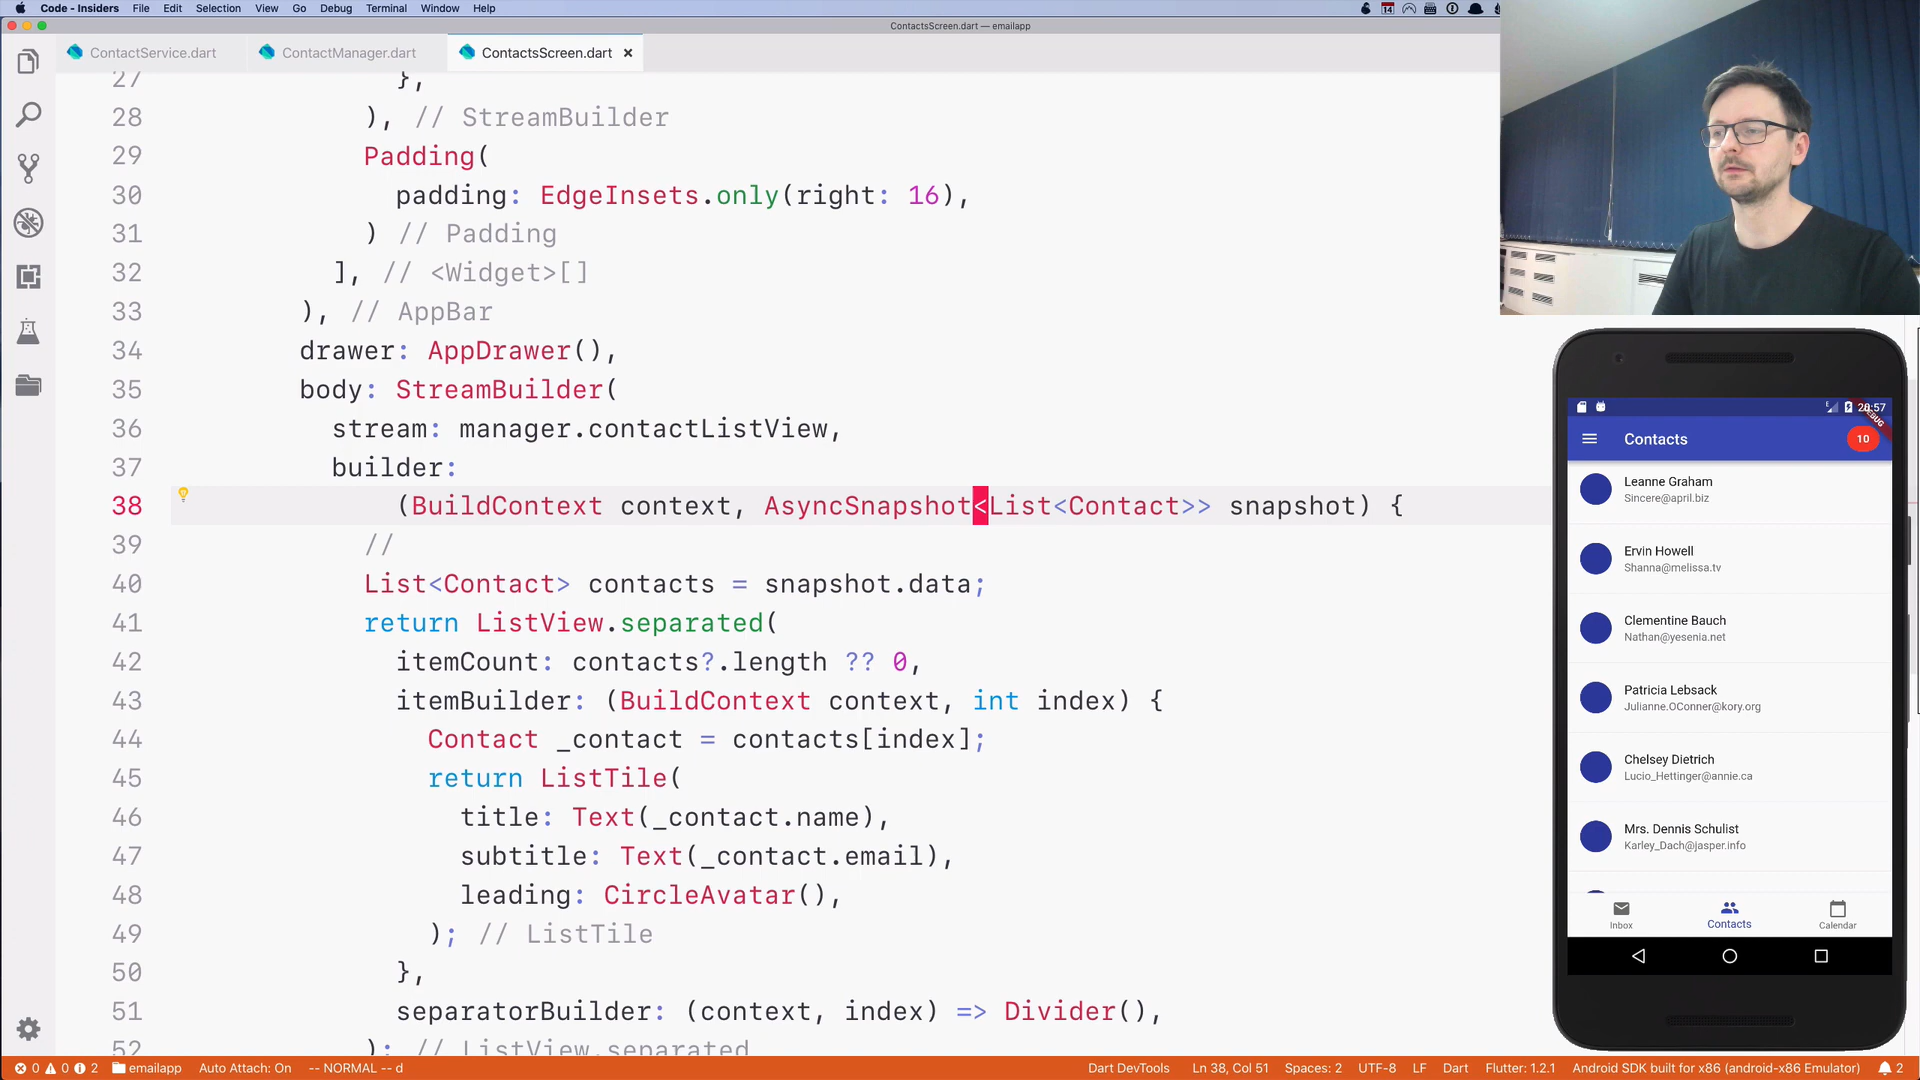 Code - Insiders File Edit Selection View Go Debug Terminal Window Help
14
ContactsScreen.dart — emailapp
ContactService.dart
ContactManager.dart
ContactsScreen.dart ×
27 },
28 ), // StreamBuilder
29 Padding(
30 padding: EdgeInsets.only(right: 16),
31 ) // Padding
32 ], // <Widget>[]
33 ), // AppBar
34 drawer: AppDrawer(),
35 body: StreamBuilder(
36 stream: manager.contactListView,
37 builder:
38 (BuildContext context, AsyncSnapshot<List<Contact>> snapshot) {
39 //
40 List<Contact> contacts = snapshot.data;
41 return ListView.separated(
42 itemCount: contacts?.length ?? 0,
43 itemBuilder: (BuildContext context, int index) {
44 Contact _contact = contacts[index];
45 return ListTile(
46 title: Text(_contact.name),
47 subtitle: Text(_contact.email),
48 leading: CircleAvatar(),
49 ); // ListTile
50 },
51 separatorBuilder: (context, index) => Divider(),
52 ); // ListView.separated
20:57
DEBUG
Contacts
10
Leanne Graham
Sincere@april.biz
Ervin Howell
Shanna@melissa.tv
Clementine Bauch
Nathan@yesenia.net
Patricia Lebsack
Julianne.OConner@kory.org
Chelsey Dietrich
Lucio_Hettinger@annie.ca
Mrs. Dennis Schulist
Karley_Dach@jasper.info
Inbox
Contacts
Calendar
0 0 2 emailapp Auto Attach: On -- NORMAL -- d
Dart DevTools Ln 38, Col 51 Spaces: 2 UTF-8 LF Dart Flutter: 1.2.1 Android SDK built for x86 (android-x86 Emulator) 2